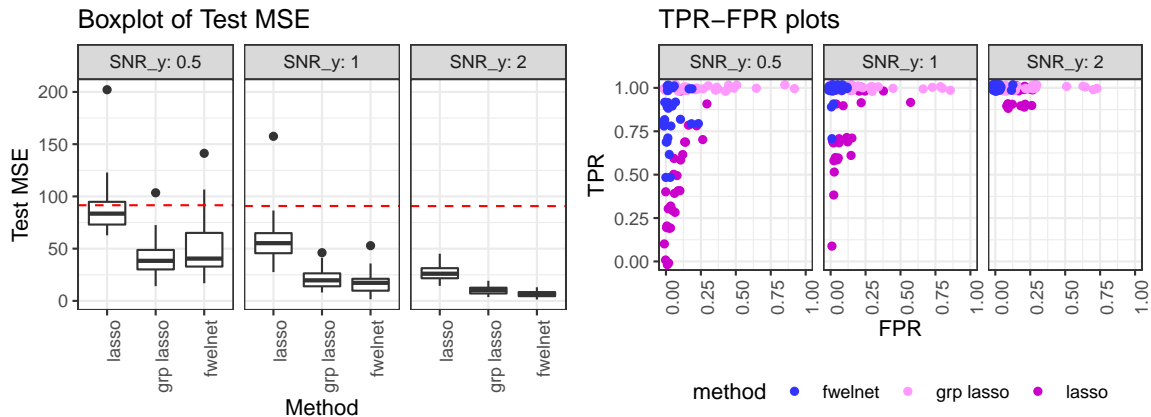 Boxplot of Test MSE
SNR_y: 0.5
SNR_y: 1
SNR_y: 2
Test MSE
200
150
100
50
0
lasso
grp lasso
fwelnet
lasso
grp lasso
fwelnet
lasso
grp lasso
fwelnet
Method
TPR−FPR plots
SNR_y: 0.5
SNR_y: 1
SNR_y: 2
TPR
1.00
0.75
0.50
0.25
0.00
0.00
0.25
0.50
0.75
1.00
0.00
0.25
0.50
0.75
1.00
0.00
0.25
0.50
0.75
1.00
FPR
method
fwelnet
grp lasso
lasso